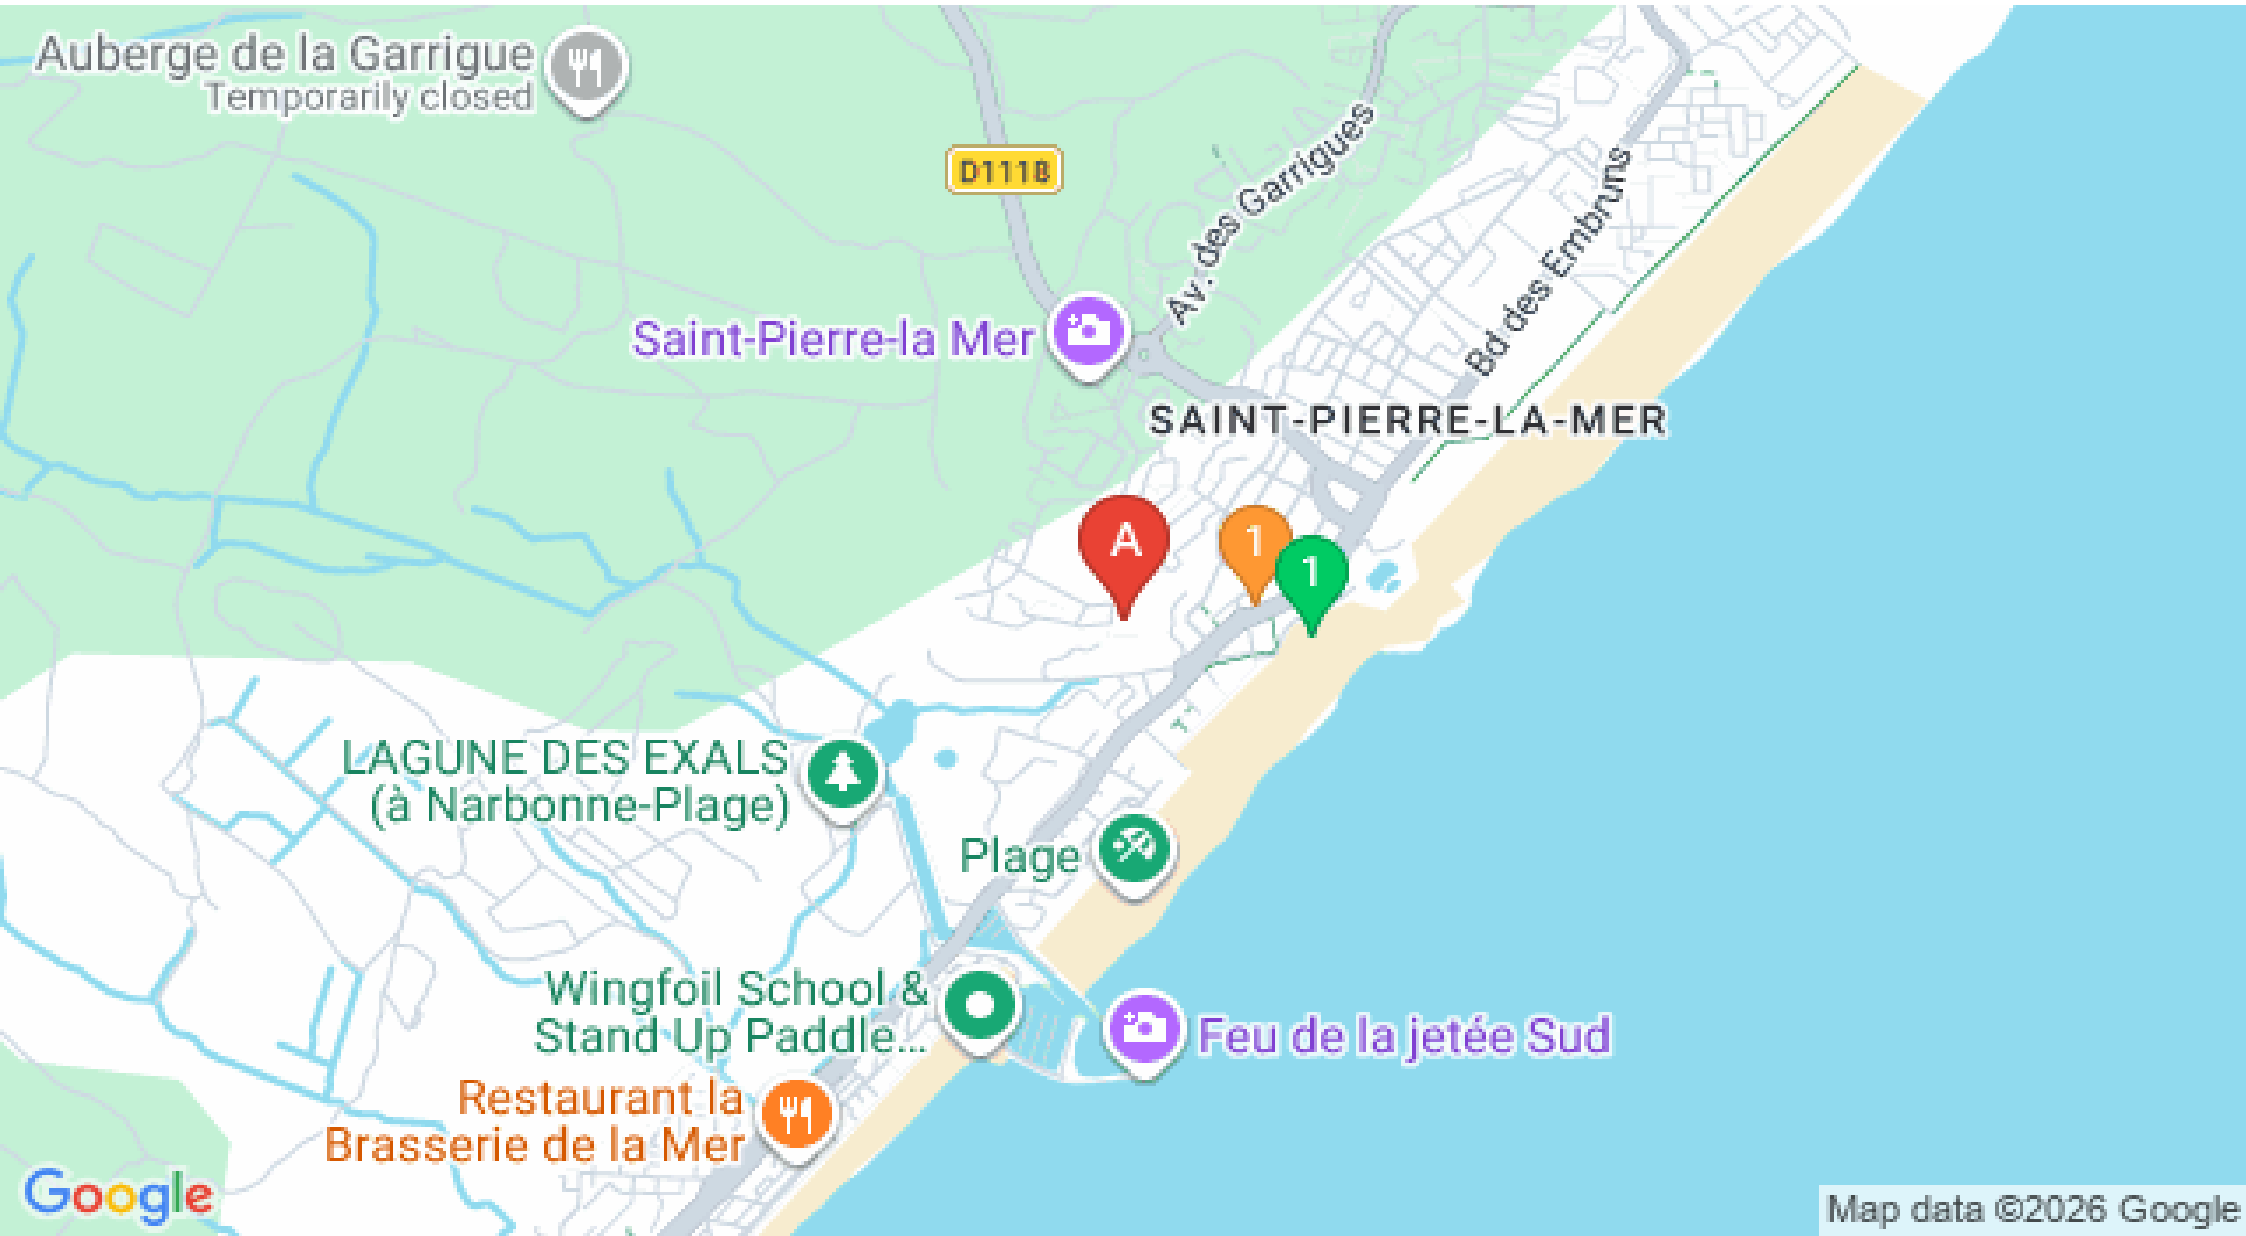 Auberge de la Garrigue
Temporarily closed
D1118
Av. des Garrigues
Bd des Embruns
Saint-Pierre-la Mer
SAINT-PIERRE-LA-MER
A
1
1
LAGUNE DES EXALS
(à Narbonne-Plage)
Plage
Wingfoil School &
Stand Up Paddle...
Feu de la jetée Sud
Restaurant la
Brasserie de la Mer
Google
Map data ©2026 Google